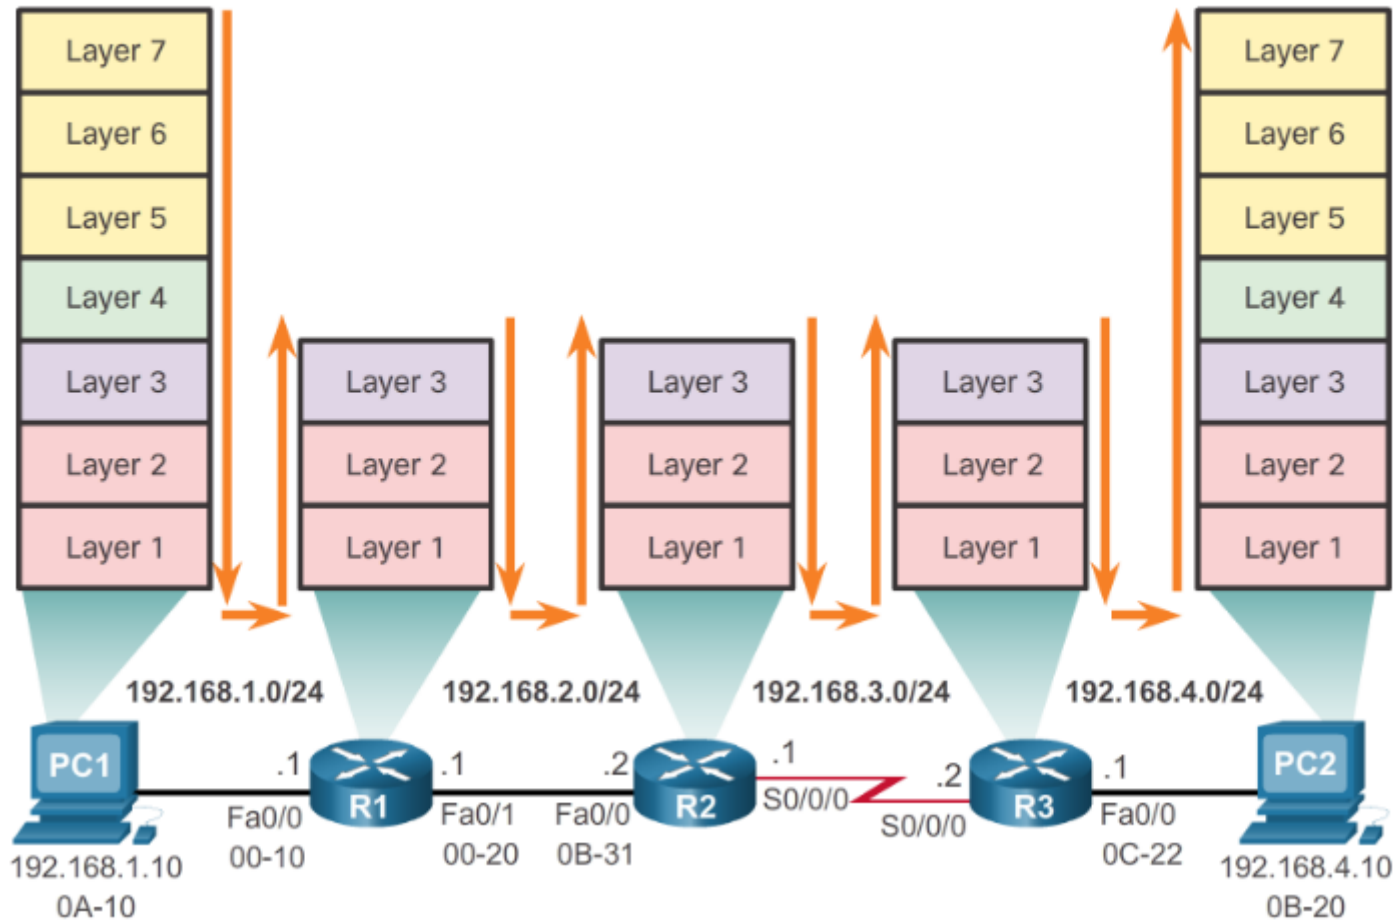 Layer 7
Layer 6
Layer 5
Layer 4
Layer 3
Layer 2
Layer 1
Layer 3
Layer 2
Layer 1
Layer 3
Layer 2
Layer 1
Layer 3
Layer 2
Layer 1
Layer 7
Layer 6
Layer 5
Layer 4
Layer 3
Layer 2
Layer 1
192.168.1.0/24
192.168.2.0/24
192.168.3.0/24
192.168.4.0/24
PC1
192.168.1.10
0A-10
.1
Fa0/0
00-10
R1
.1
Fa0/1
00-20
.2
Fa0/0
0B-31
R2
.1
S0/0/0
.2
S0/0/0
R3
.1
Fa0/0
0C-22
PC2
192.168.4.10
0B-20